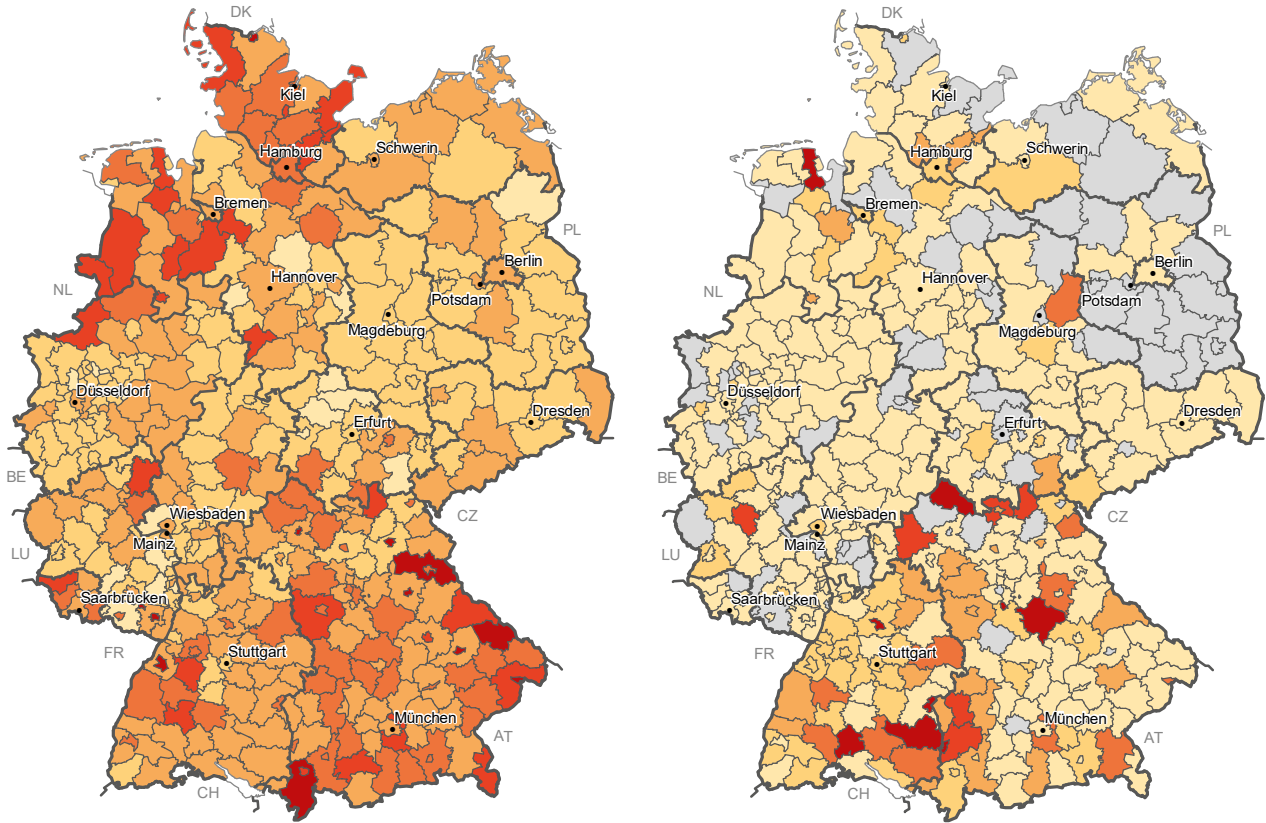 DK
Kiel
Hamburg
Schwerin
Bremen
PL
Berlin
Hannover
NL
Potsdam
Magdeburg
Düsseldorf
Dresden
Erfurt
BE
Wiesbaden
CZ
Mainz
LU
Saarbrücken
FR
Stuttgart
München
AT
CH
DK
Kiel
Hamburg
Schwerin
Bremen
PL
Berlin
Hannover
NL
Potsdam
Magdeburg
Düsseldorf
Dresden
Erfurt
BE
Wiesbaden
CZ
Mainz
LU
Saarbrücken
FR
Stuttgart
München
AT
CH